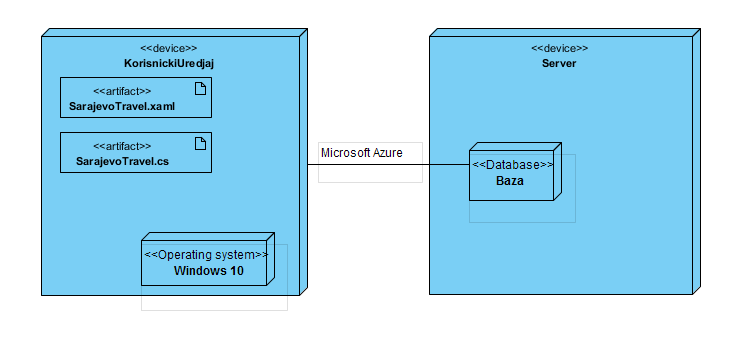 <<device>>
KorisnickiUredjaj
<<artifact>>
SarajevoTravel.xaml
<<artifact>>
SarajevoTravel.cs
<<Operating system>>
Windows 10
Microsoft Azure
<<device>>
Server
<<Database>>
Baza